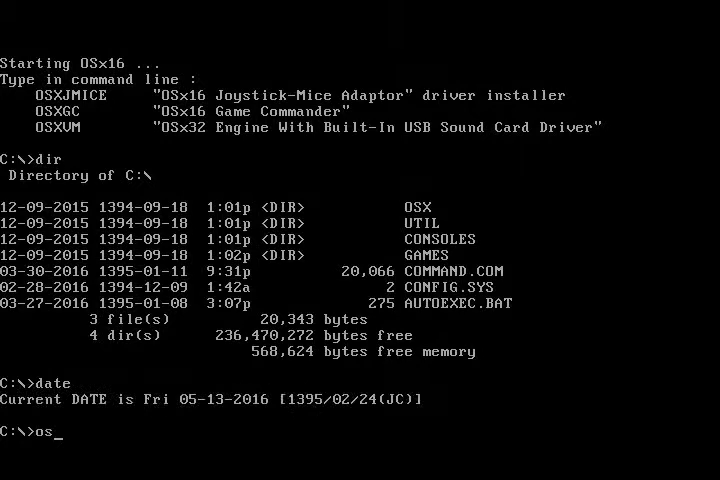 Starting OSx16 ...
Type in command line :
    OSXJMICE     "OSx16 Joystick-Mice Adaptor" driver installer
    OSXGC        "OSx16 Game Commander"
    OSXVM        "OSx32 Engine With Built-In USB Sound Card Driver"
C:\>dir
 Directory of C:\
12-09-2015 1394-09-18  1:01p <DIR>           OSX
12-09-2015 1394-09-18  1:01p <DIR>           UTIL
12-09-2015 1394-09-18  1:01p <DIR>           CONSOLES
12-09-2015 1394-09-18  1:02p <DIR>           GAMES
03-30-2016 1395-01-11  9:31p          20,066 COMMAND.COM
02-28-2016 1394-12-09  1:42a               2 CONFIG.SYS
03-27-2016 1395-01-08  3:07p             275 AUTOEXEC.BAT
          3 file(s)          20,343 bytes
          4 dir(s)      236,470,272 bytes free
                            568,624 bytes free memory
C:\>date
Current DATE is Fri 05-13-2016 [1395/02/24(JC)]
C:\>os_